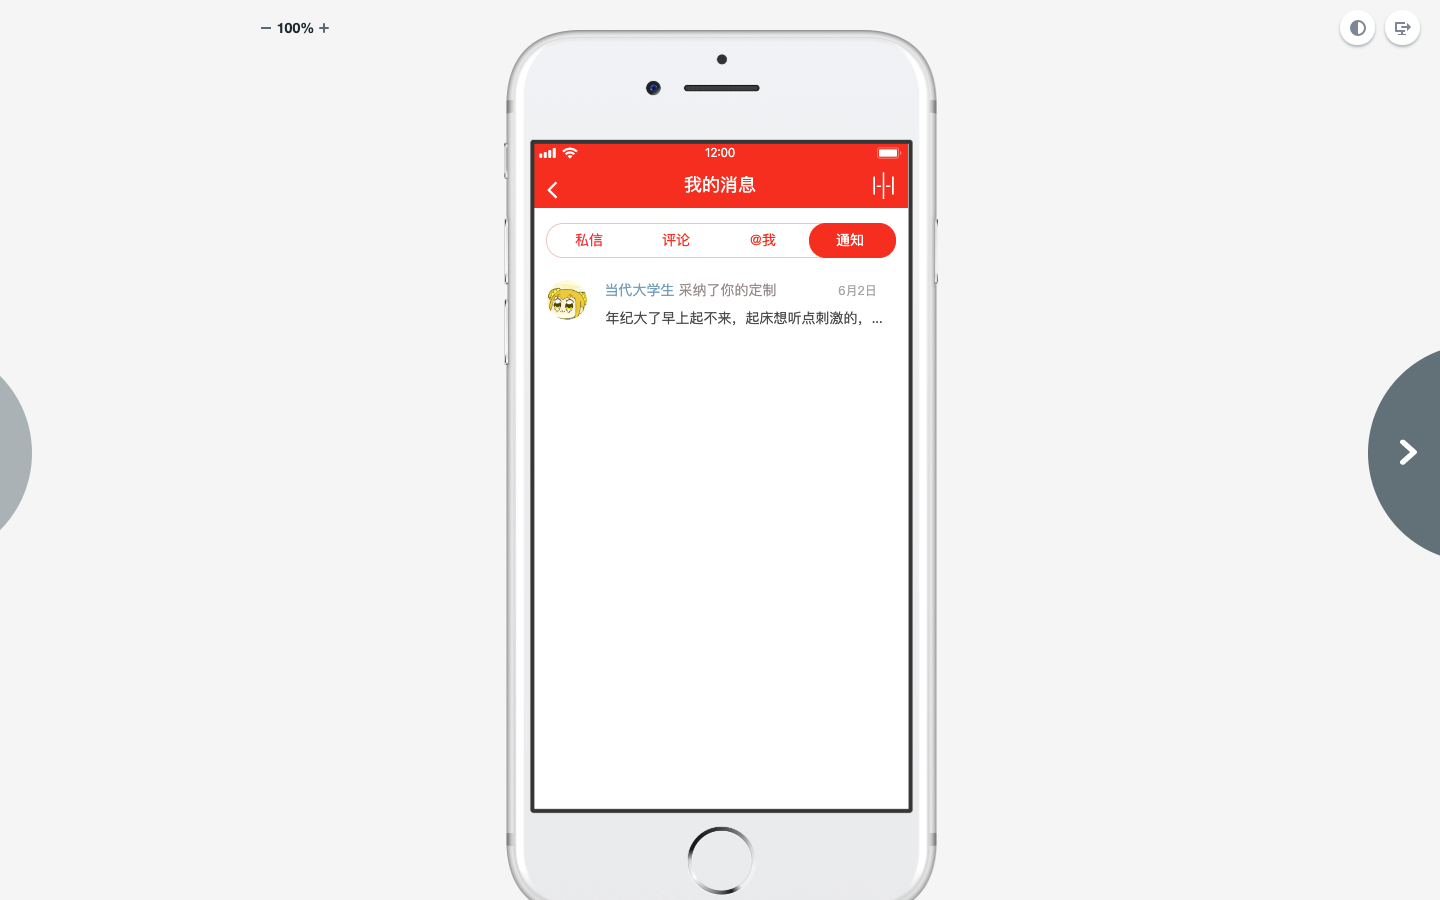 100%
12:00
我的消息
私信 评论 @我 通知
当代大学生 采纳了你的定制 6月2日
年纪大了早上起不来，起床想听点刺激的，...